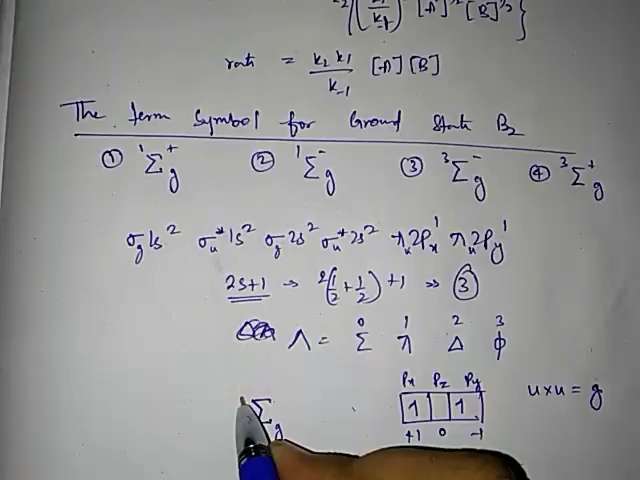 rate = k₂ k₁ / k₋₁ [A] [B]
The term Symbol for Ground State B₂
① ¹Σg⁺ ② ¹Σg⁻ ③ ³Σg⁻ ④ ³Σg⁺
σg1s² σu*1s² σg2s² σu*2s² πu2Px¹ πu2Py¹
2S+1 → 2(1/2 + 1/2) +1 ⇒ ③
0 1 2 3
Λ = Σ π Δ ϕ
Px Pz Py
1 1 u×u = g
+1 0 -1
Σg